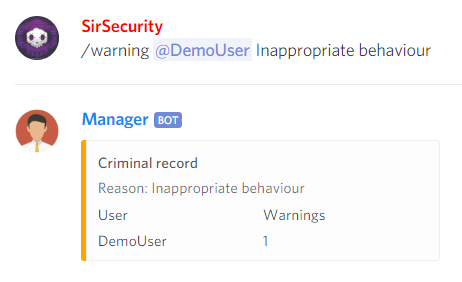 SirSecurity
/warning @DemoUser Inappropriate behaviour
Manager BOT
Criminal record
Reason: Inappropriate behaviour
User Warnings
DemoUser 1